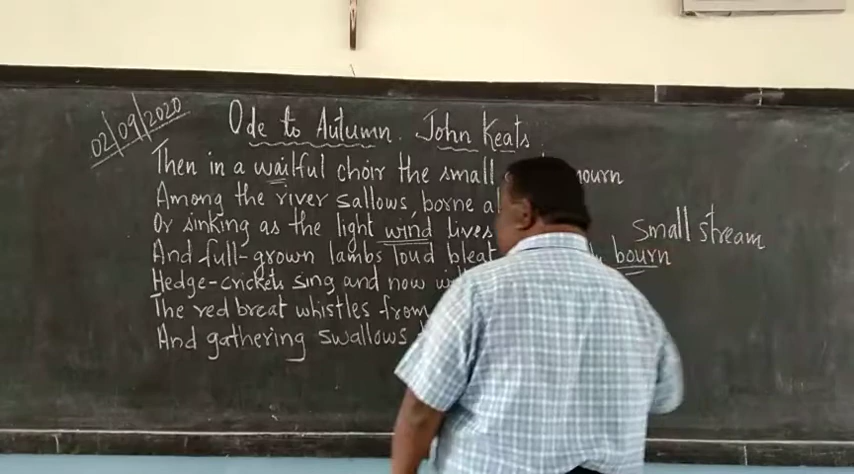 02/09/2020
Ode to Autumn. John Keats
Then in a wailful choir the small mourn
Among the river sallows, borne
Or sinking as the light wind lives
small stream
And full-grown lambs loud bleat bourn
Hedge-crickets sing and now
The red breat whistles from
And gathering swallows